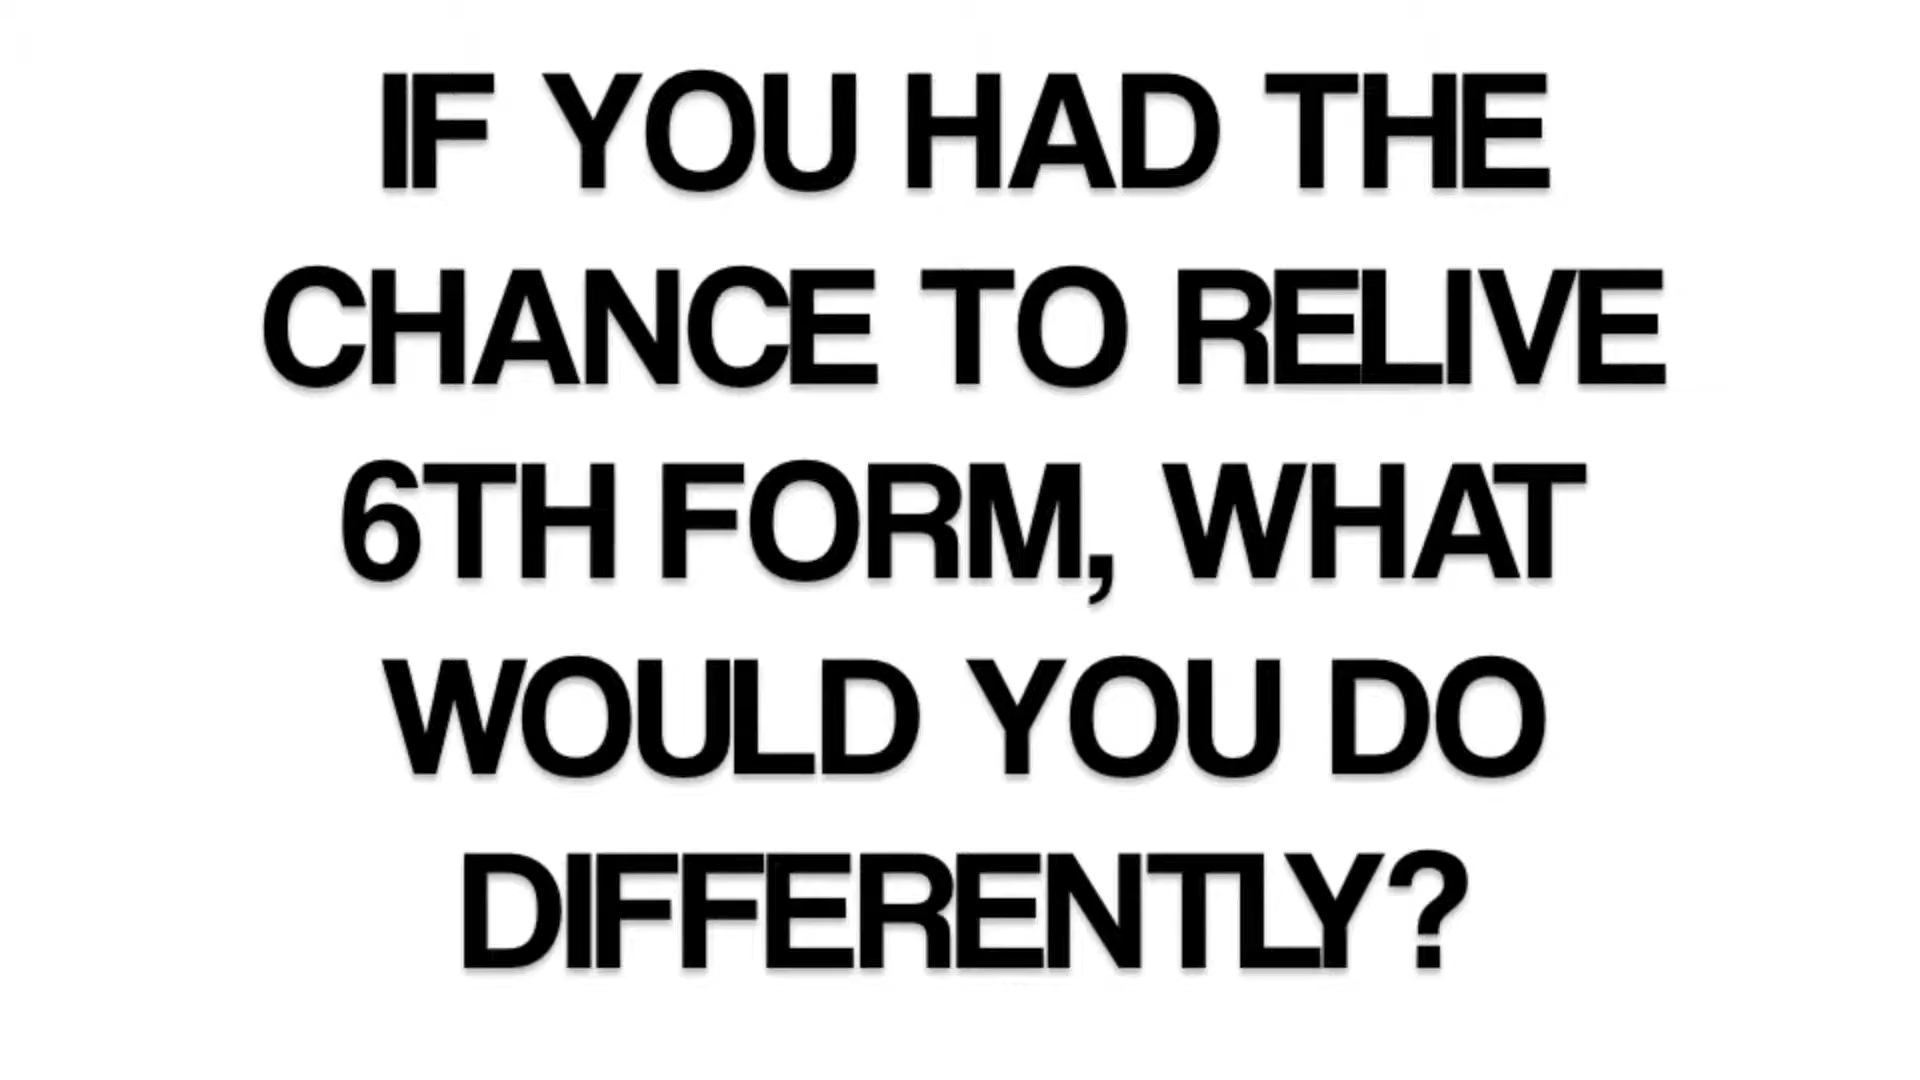 IF YOU HAD THE
CHANCE TO RELIVE
6TH FORM, WHAT
WOULD YOU DO
DIFFERENTLY?